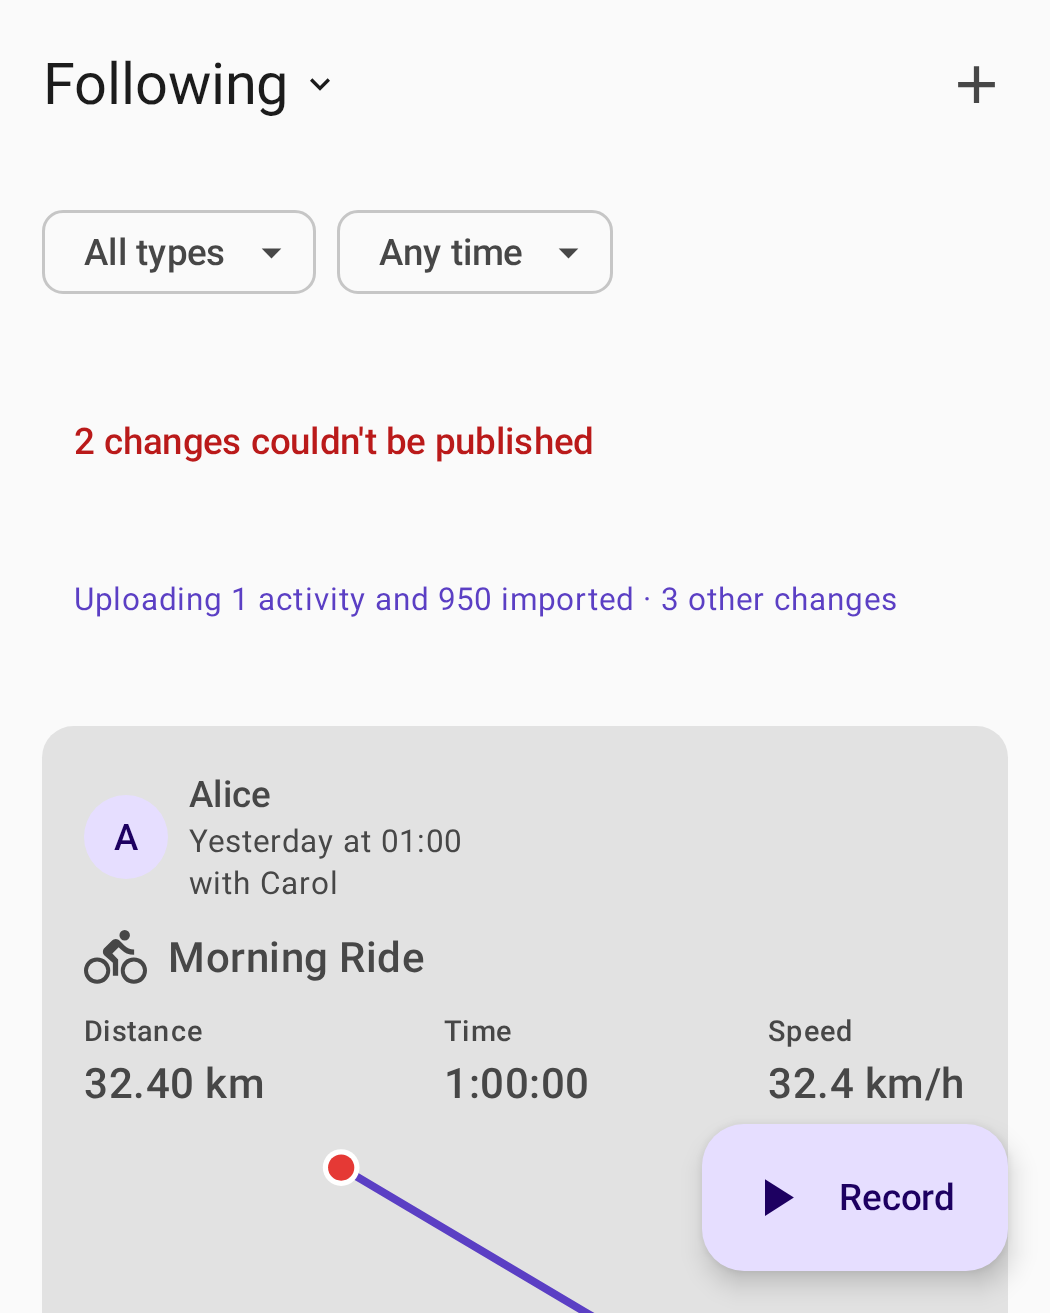 Following
All types
Any time
2 changes couldn't be published
Uploading 1 activity and 950 imported · 3 other changes
A
Alice
Yesterday at 01:00
with Carol
Morning Ride
Distance
Time
Speed
32.40 km
1:00:00
32.4 km/h
Record